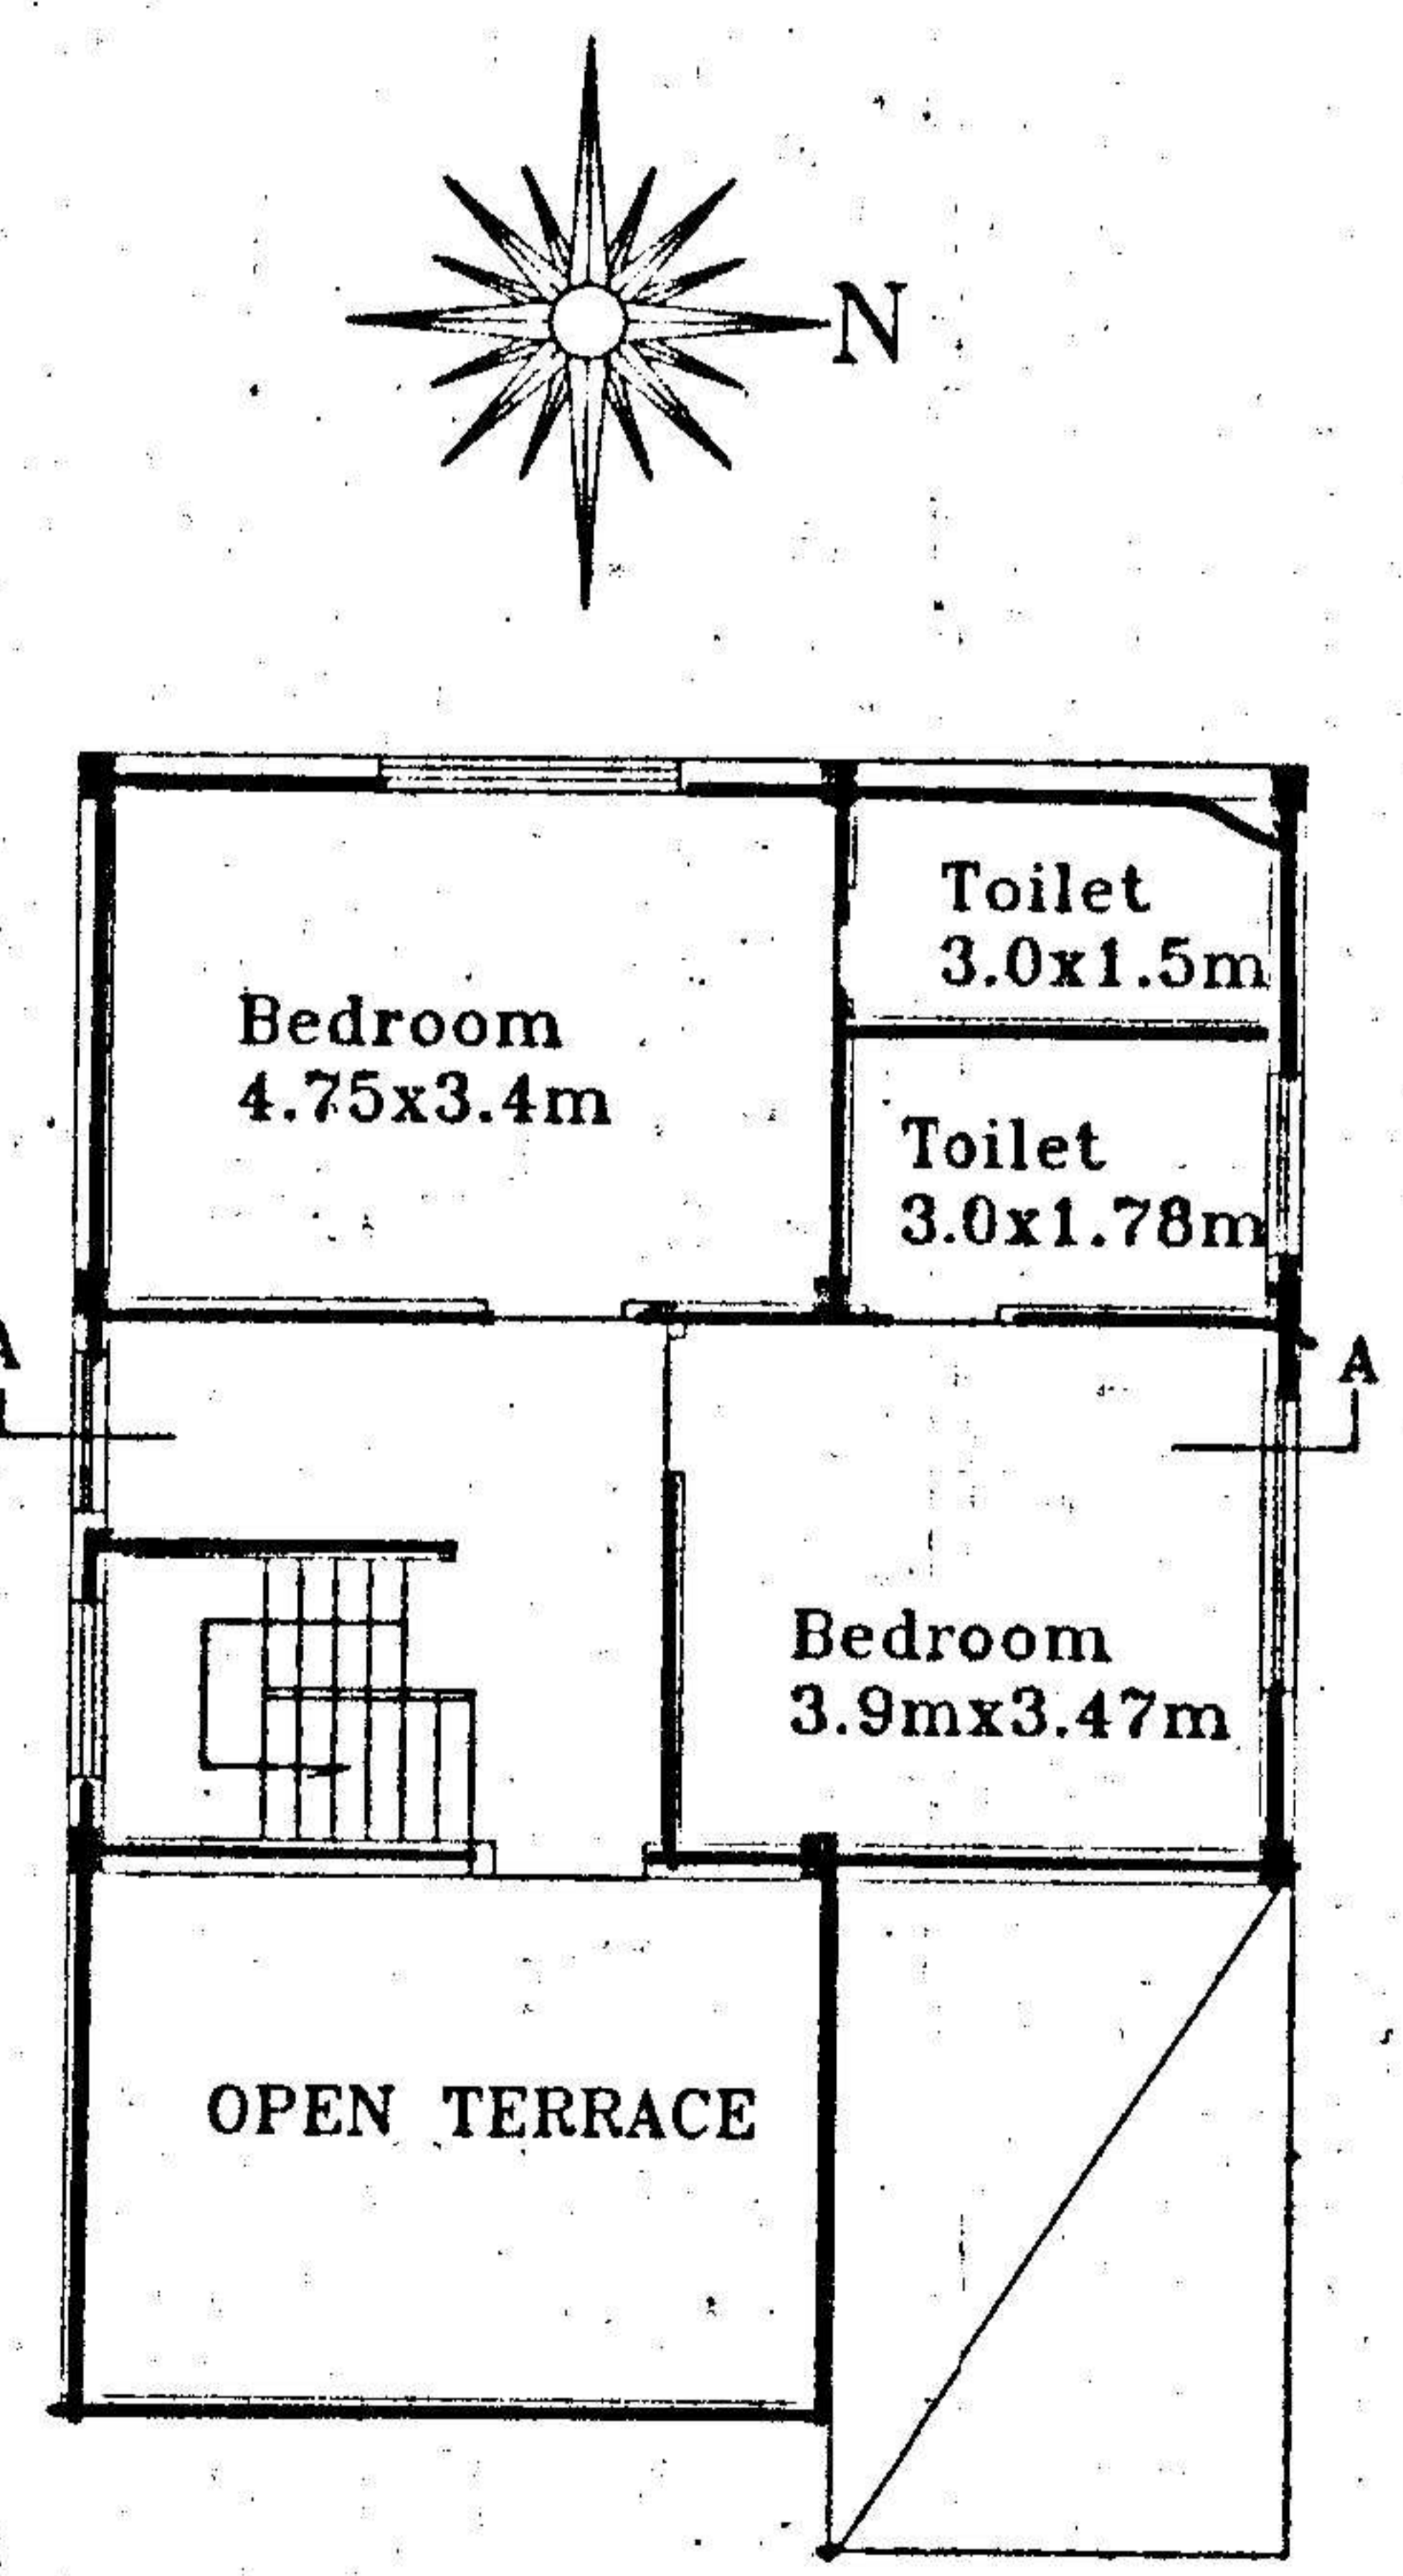 N
Toilet
3.0x1.5m
Bedroom
4.75x3.4m
Toilet
3.0x1.78m
A
A
Bedroom
3.9mx3.47m
OPEN TERRACE